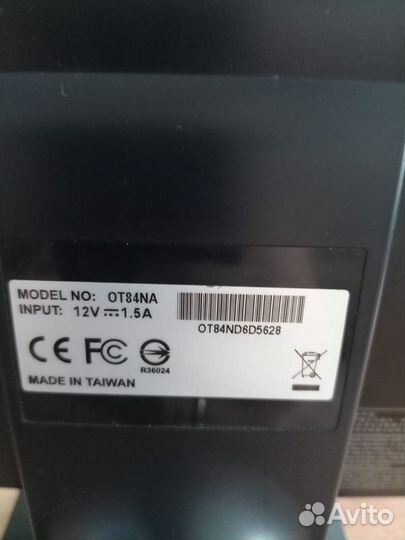 MODEL NO: OT84NA
INPUT: 12V⎓1.5A
OT84ND6D5628
CE FC
R36024
MADE IN TAIWAN
Avito